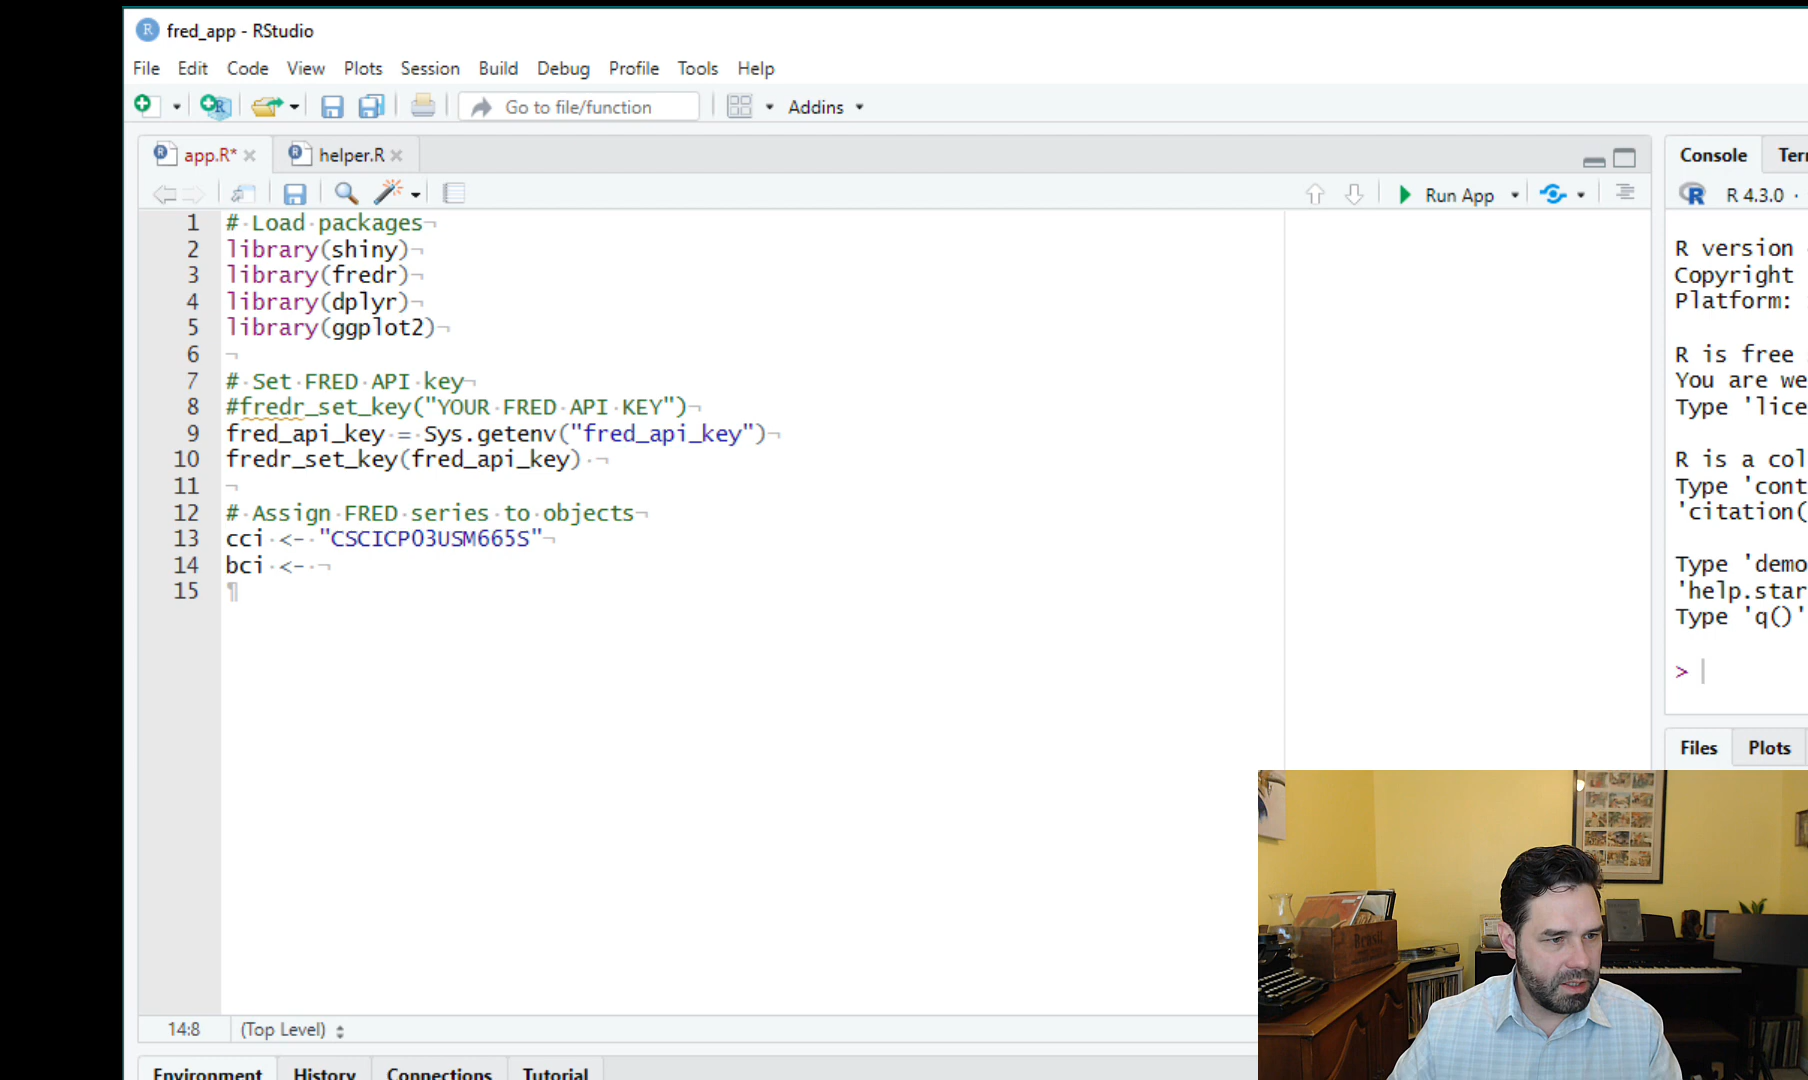 fred_app - RStudio
File Edit Code View Plots Session Build Debug Profile Tools Help
Go to file/function Addins
app.R* helper.R
Run App
1 # Load packages
2 library(shiny)
3 library(fredr)
4 library(dplyr)
5 library(ggplot2)
6
7 # Set FRED API key
8 #fredr_set_key("YOUR FRED API KEY")
9 fred_api_key = Sys.getenv("fred_api_key")
10 fredr_set_key(fred_api_key)
11
12 # Assign FRED series to objects
13 cci <- "CSCICP03USM665S"
14 bci <-
15
14:8 (Top Level)
Environment History Connections Tutorial
Console Terr
R 4.3.0 ·
R version
Copyright
Platform:
R is free
You are we
Type 'lice
R is a col
Type 'cont
'citation(
Type 'demo
'help.star
Type 'q()'
>
Files Plots